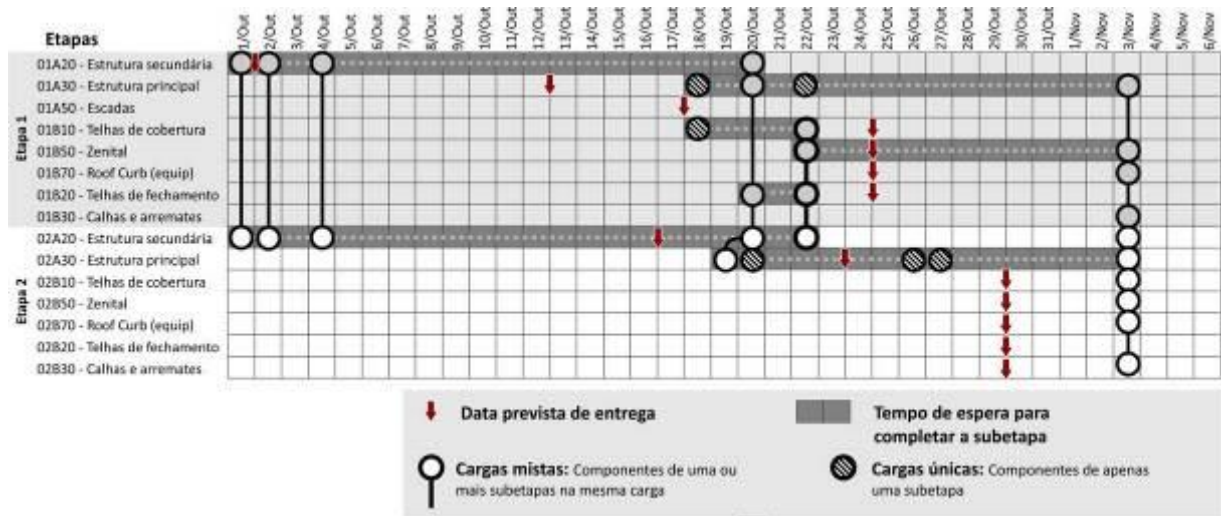 Etapas
1/Out
2/Out
3/Out
4/Out
5/Out
6/Out
7/Out
8/Out
9/Out
10/Out
11/Out
12/Out
13/Out
14/Out
15/Out
16/Out
17/Out
18/Out
19/Out
20/Out
21/Out
22/Out
23/Out
24/Out
25/Out
26/Out
27/Out
28/Out
29/Out
30/Out
31/Out
1/Nov
2/Nov
3/Nov
4/Nov
5/Nov
6/Nov
Etapa 1
01A20 - Estrutura secundária
01A30 - Estrutura principal
01A50 - Escadas
01B10 - Telhas de cobertura
01B50 - Zenital
01B70 - Roof Curb (equip)
01B20 - Telhas de fechamento
01B30 - Calhas e arremates
Etapa 2
02A20 - Estrutura secundária
02A30 - Estrutura principal
02B10 - Telhas de cobertura
02B50 - Zenital
02B70 - Roof Curb (equip)
02B20 - Telhas de fechamento
02B30 - Calhas e arremates
Data prevista de entrega
Tempo de espera para
completar a subetapa
Cargas mistas: Componentes de uma ou
mais subetapas na mesma carga
Cargas únicas: Componentes de apenas
uma subetapa